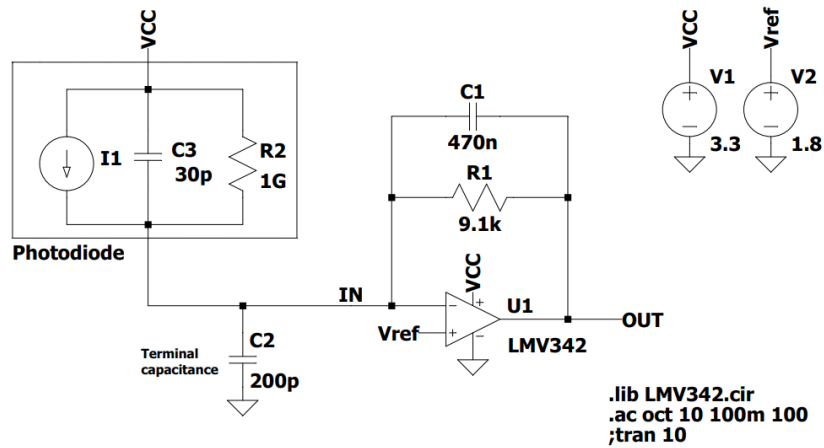 VCC
VCC
Vref
I1
C3
30p
R2
1G
C1
470n
R1
9.1k
V1
3.3
V2
1.8
Photodiode
IN
VCC
U1
Vref
LMV342
OUT
Terminal
capacitance
C2
200p
.lib LMV342.cir
.ac oct 10 100m 100
;tran 10